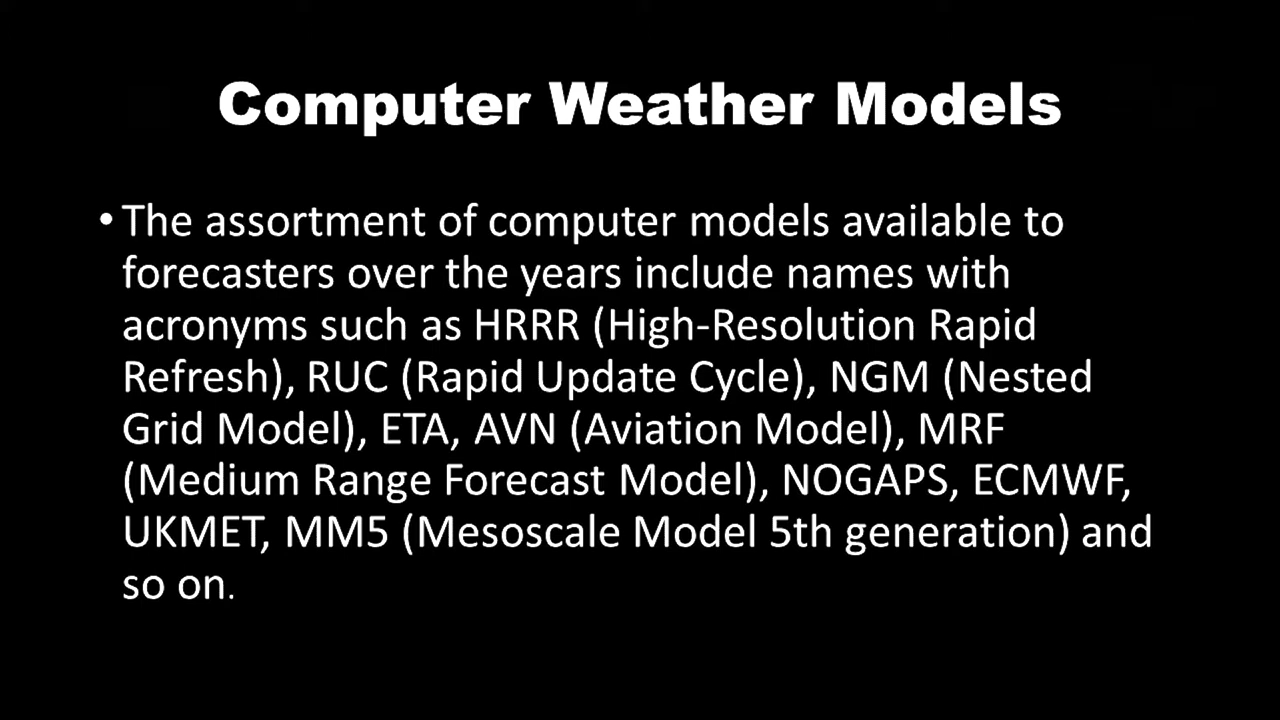 Computer Weather Models
• The assortment of computer models available to
forecasters over the years include names with
acronyms such as HRRR (High-Resolution Rapid
Refresh), RUC (Rapid Update Cycle), NGM (Nested
Grid Model), ETA, AVN (Aviation Model), MRF
(Medium Range Forecast Model), NOGAPS, ECMWF,
UKMET, MM5 (Mesoscale Model 5th generation) and
so on.